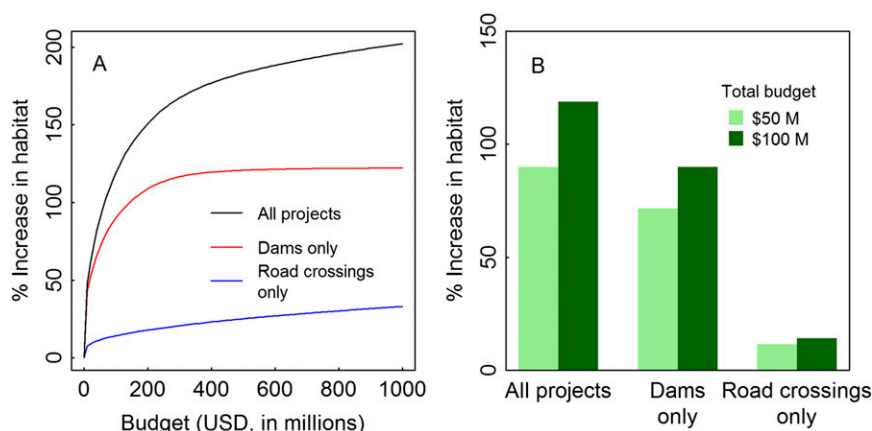 A
% Increase in habitat
200
150
100
50
0
All projects
Dams only
Road crossings
only
0
200
400
600
800
1000
Budget (USD, in millions)
B
% Increase in habitat
150
100
50
0
Total budget
$50 M
$100 M
All projects
Dams
only
Road crossings
only